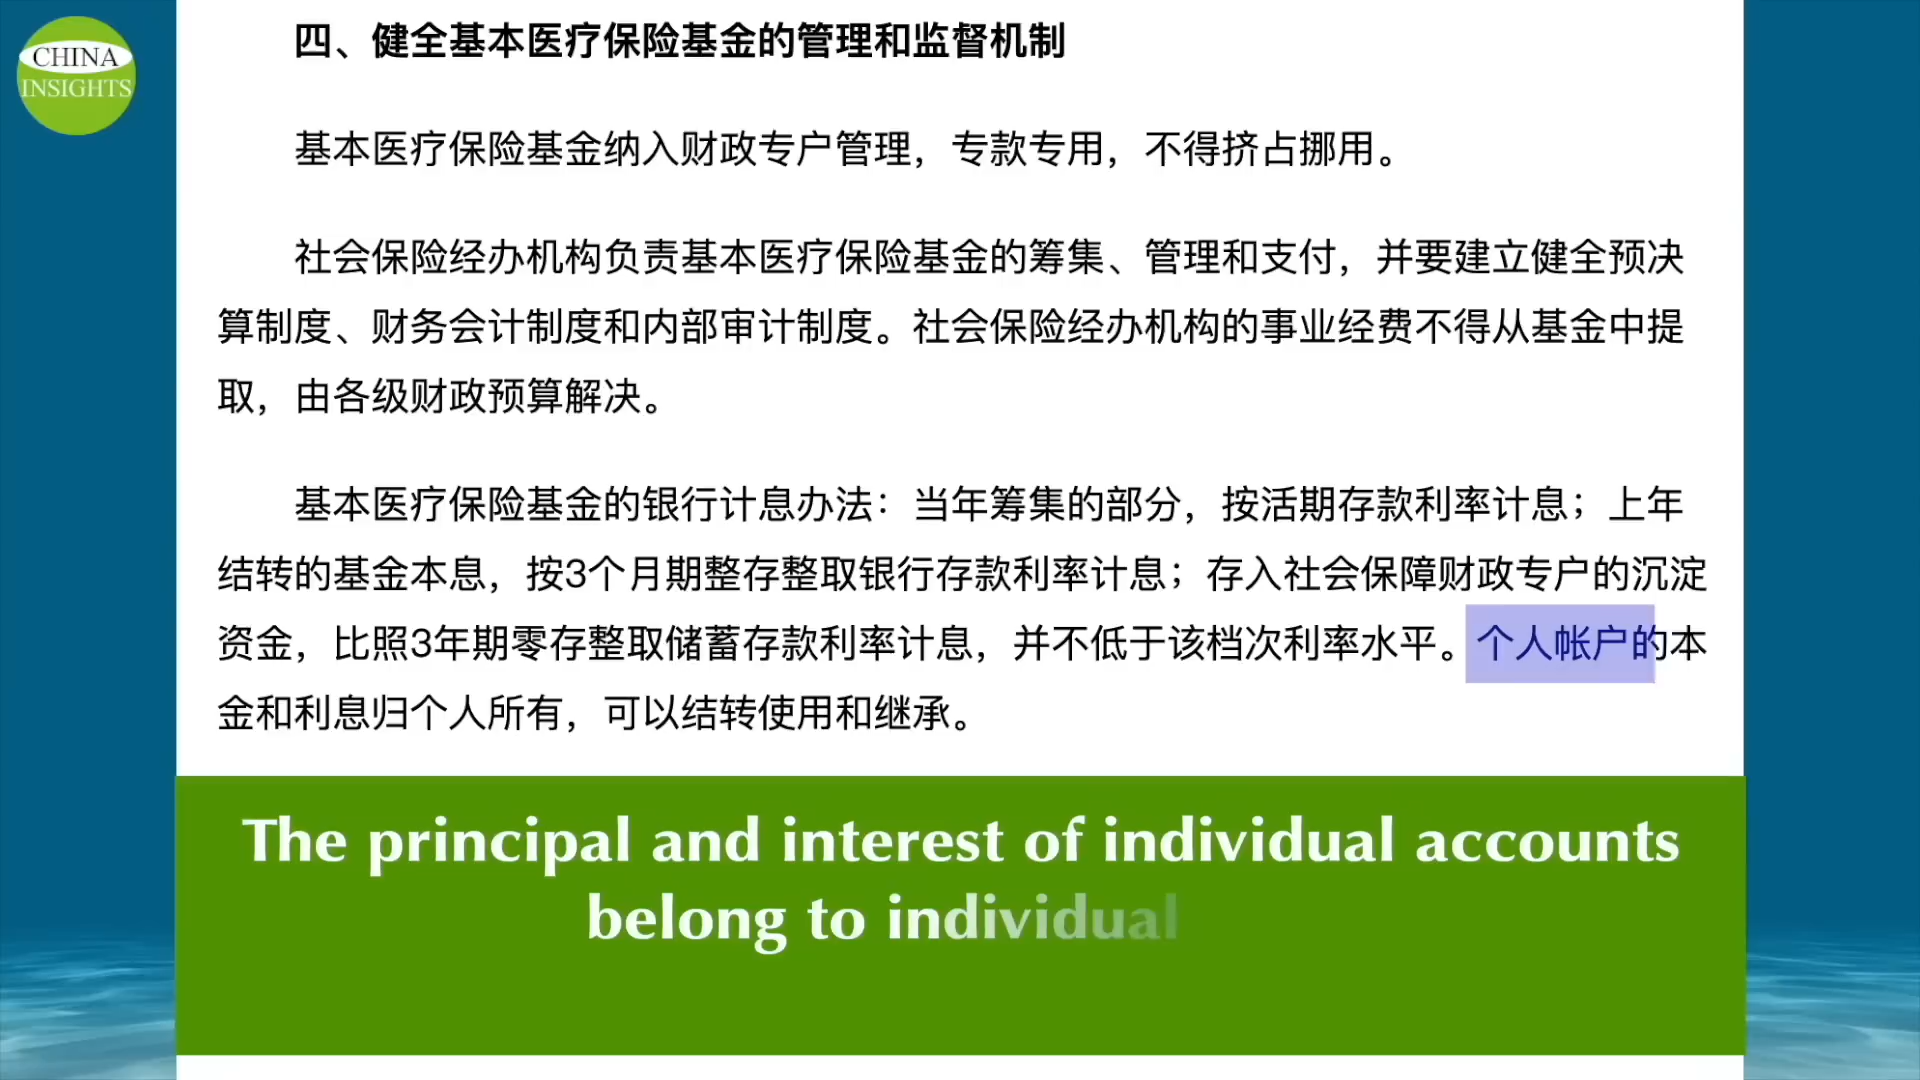 CHINA
INSIGHTS
四、健全基本医疗保险基金的管理和监督机制
基本医疗保险基金纳入财政专户管理，专款专用，不得挤占挪用。
社会保险经办机构负责基本医疗保险基金的筹集、管理和支付，并要建立健全预决
算制度、财务会计制度和内部审计制度。社会保险经办机构的事业经费不得从基金中提
取，由各级财政预算解决。
基本医疗保险基金的银行计息办法：当年筹集的部分，按活期存款利率计息；上年
结转的基金本息，按3个月期整存整取银行存款利率计息；存入社会保障财政专户的沉淀
资金，比照3年期零存整取储蓄存款利率计息，并不低于该档次利率水平。个人帐户的本
金和利息归个人所有，可以结转使用和继承。
The principal and interest of individual accounts
belong to individual